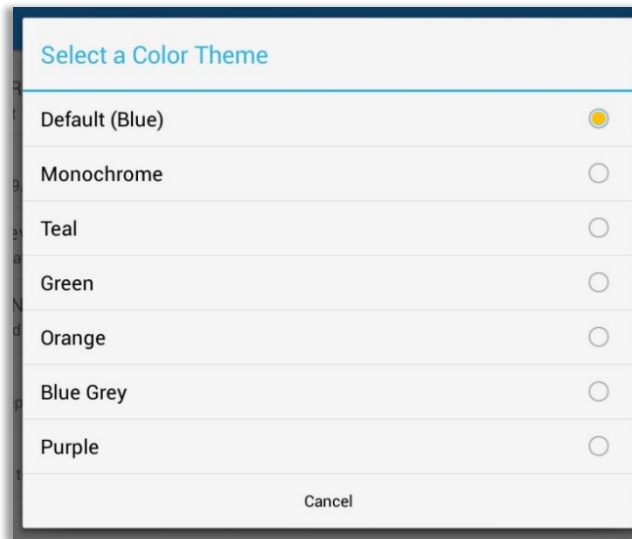 Select a Color Theme
Default (Blue)
Monochrome
Teal
Green
Orange
Blue Grey
Purple
Cancel